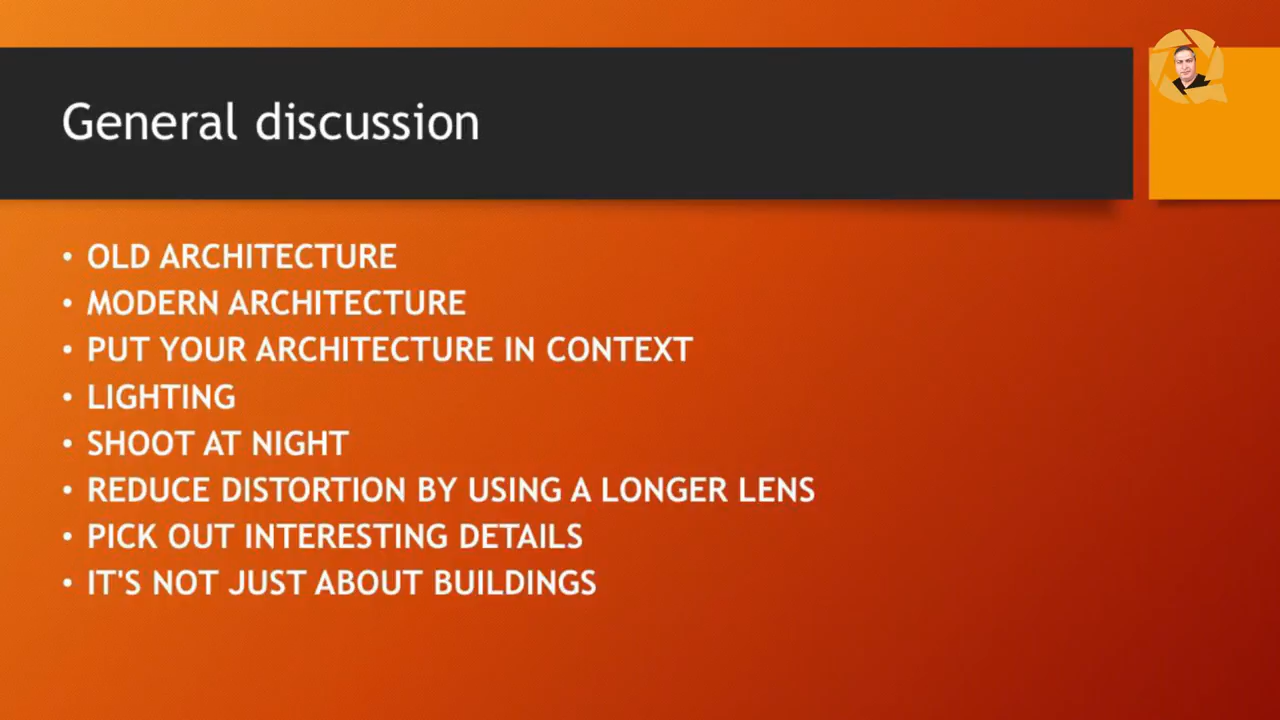 General discussion
• OLD ARCHITECTURE
• MODERN ARCHITECTURE
• PUT YOUR ARCHITECTURE IN CONTEXT
• LIGHTING
• SHOOT AT NIGHT
• REDUCE DISTORTION BY USING A LONGER LENS
• PICK OUT INTERESTING DETAILS
• IT'S NOT JUST ABOUT BUILDINGS